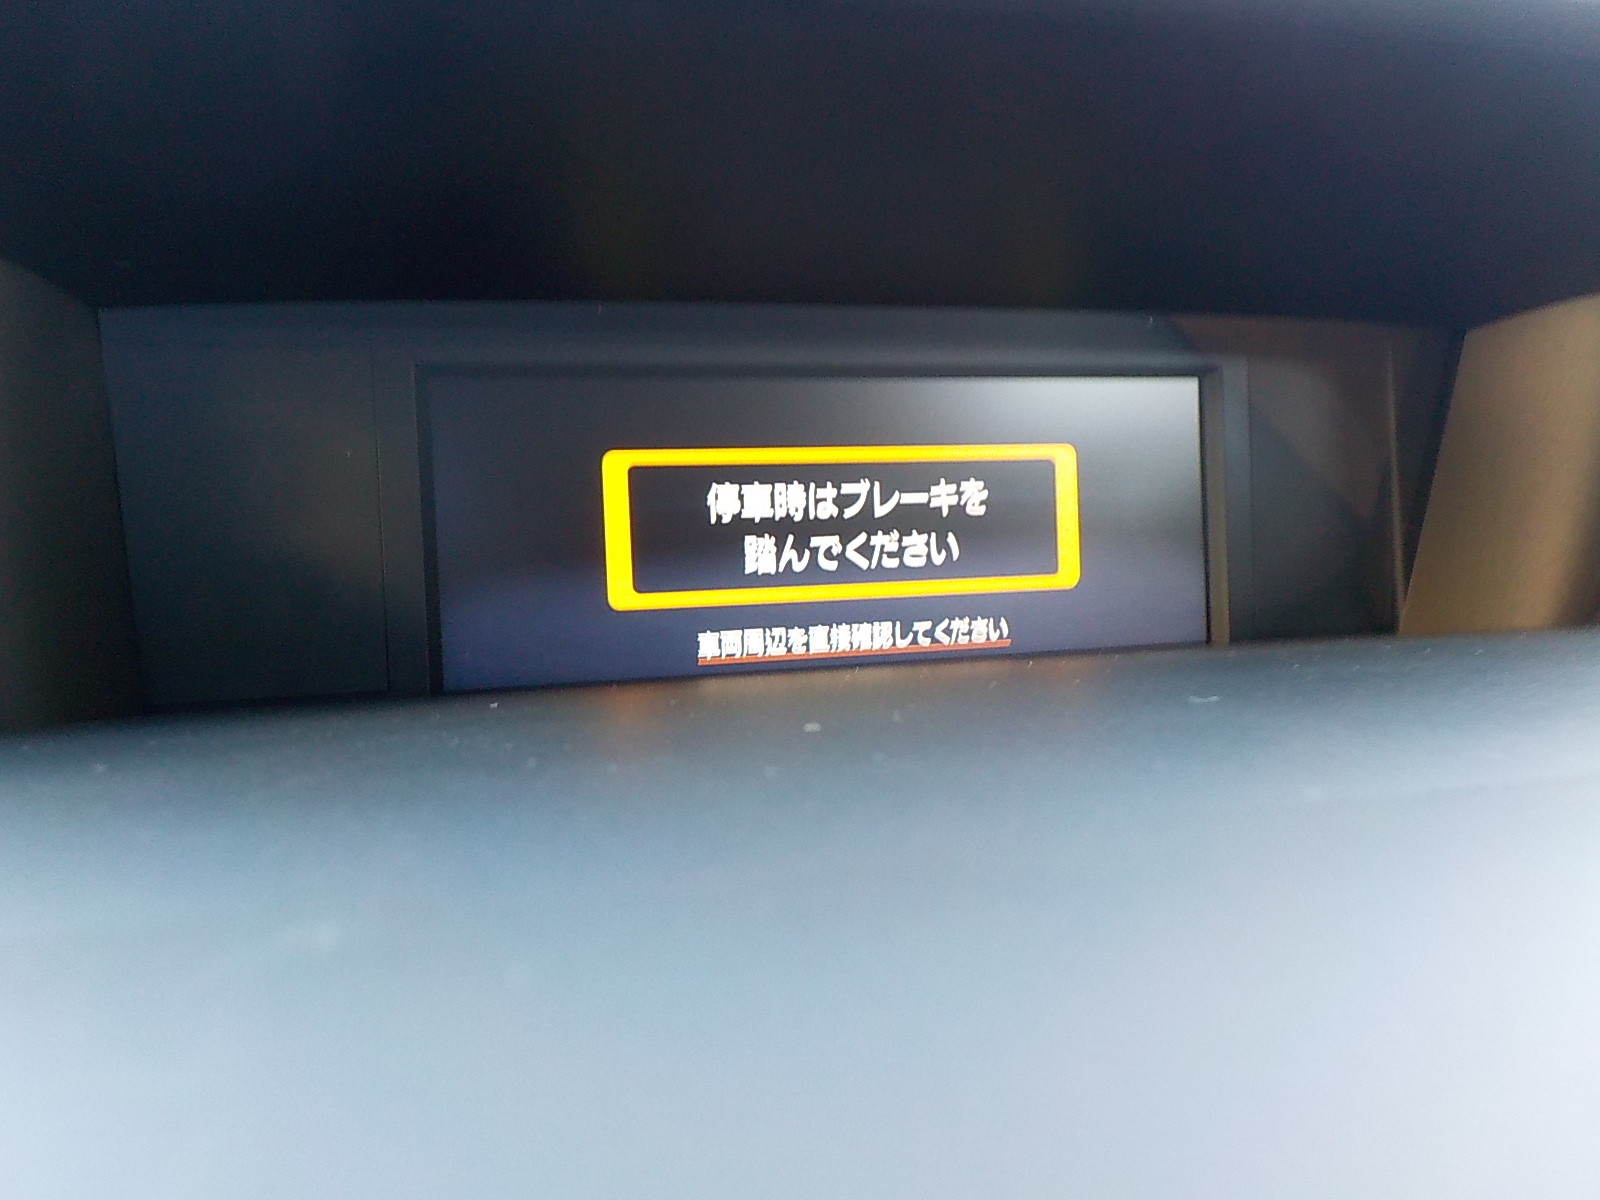 停車時はブレーキを
踏んでください
車両周辺を直接確認してください